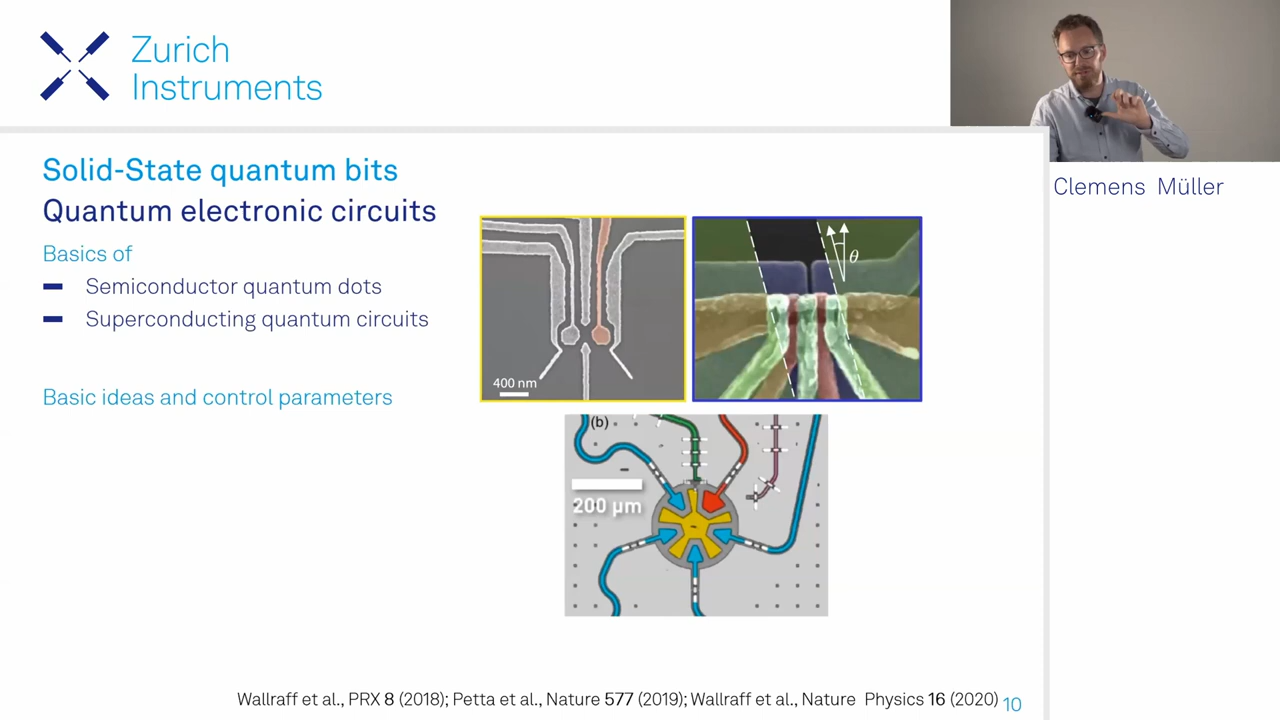 Zurich
Instruments
Solid-State quantum bits
Quantum electronic circuits
Basics of
Semiconductor quantum dots
Superconducting quantum circuits
Basic ideas and control parameters
400 nm
θ
(b)
200 µm
Clemens Müller
Wallraff et al., PRX 8 (2018); Petta et al., Nature 577 (2019); Wallraff et al., Nature Physics 16 (2020)
10